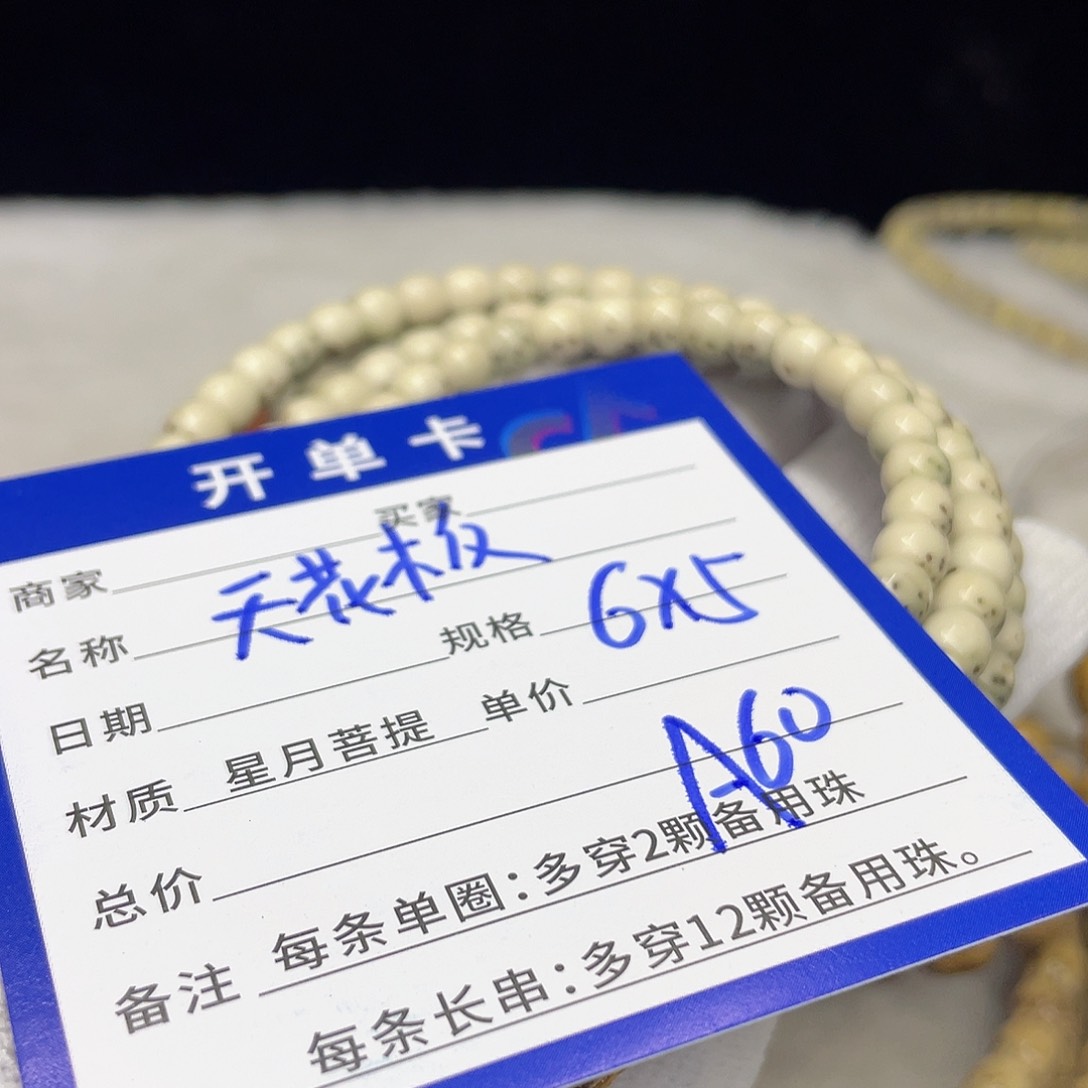 开单卡
商家 买家
名称 天花板 规格 6x5
日期 单价
材质 星月菩提
总价 A60
备注 每条单圈：多穿2颗备用珠
每条长串：多穿12颗备用珠。